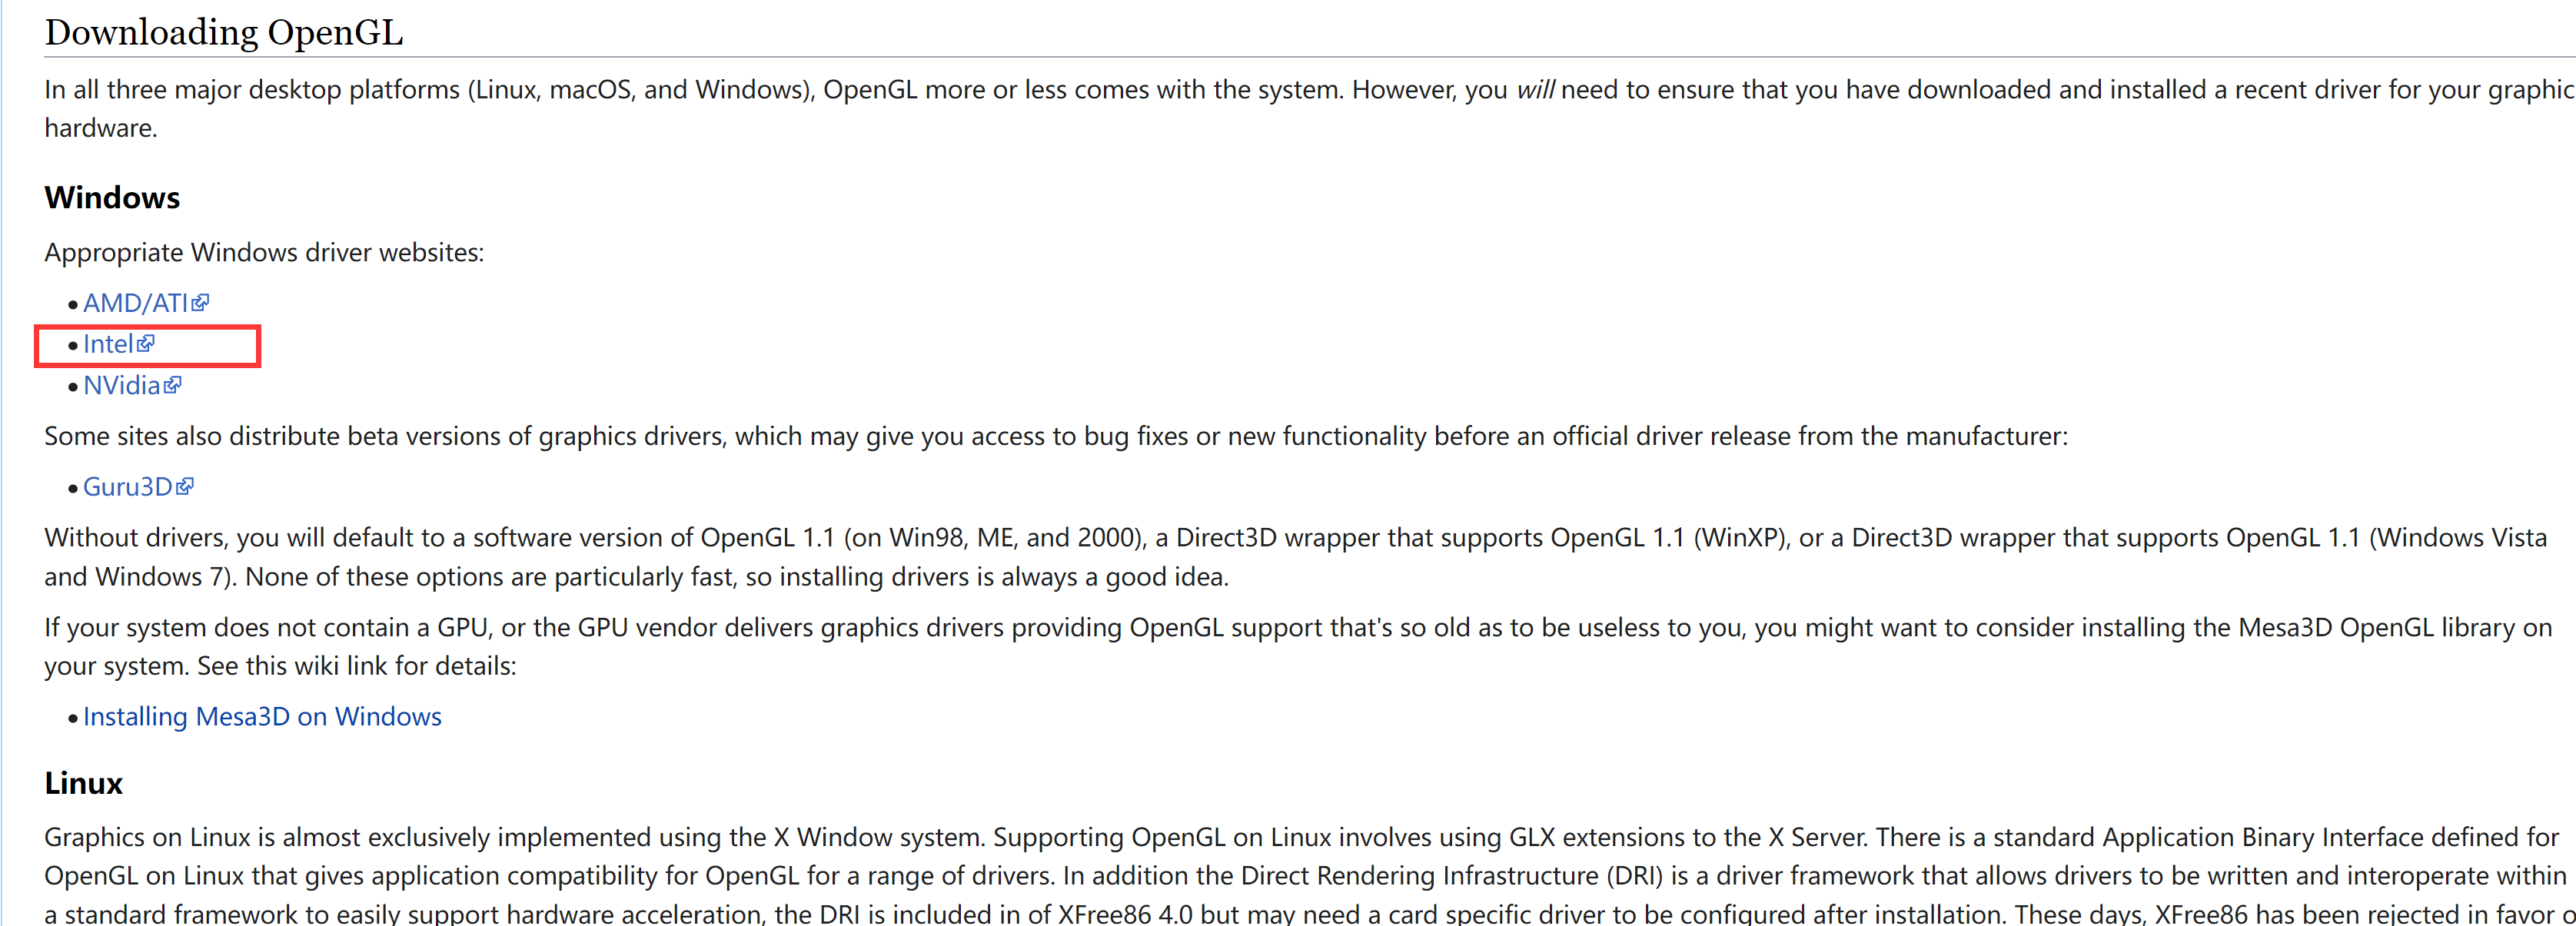 Downloading OpenGL
In all three major desktop platforms (Linux, macOS, and Windows), OpenGL more or less comes with the system. However, you will need to ensure that you have downloaded and installed a recent driver for your graphic
hardware.
Windows
Appropriate Windows driver websites:
• AMD/ATI
• Intel
• NVidia
Some sites also distribute beta versions of graphics drivers, which may give you access to bug fixes or new functionality before an official driver release from the manufacturer:
• Guru3D
Without drivers, you will default to a software version of OpenGL 1.1 (on Win98, ME, and 2000), a Direct3D wrapper that supports OpenGL 1.1 (WinXP), or a Direct3D wrapper that supports OpenGL 1.1 (Windows Vista
and Windows 7). None of these options are particularly fast, so installing drivers is always a good idea.
If your system does not contain a GPU, or the GPU vendor delivers graphics drivers providing OpenGL support that's so old as to be useless to you, you might want to consider installing the Mesa3D OpenGL library on
your system. See this wiki link for details:
• Installing Mesa3D on Windows
Linux
Graphics on Linux is almost exclusively implemented using the X Window system. Supporting OpenGL on Linux involves using GLX extensions to the X Server. There is a standard Application Binary Interface defined for
OpenGL on Linux that gives application compatibility for OpenGL for a range of drivers. In addition the Direct Rendering Infrastructure (DRI) is a driver framework that allows drivers to be written and interoperate within
a standard framework to easily support hardware acceleration, the DRI is included in of XFree86 4.0 but may need a card specific driver to be configured after installation. These days, XFree86 has been rejected in favor o